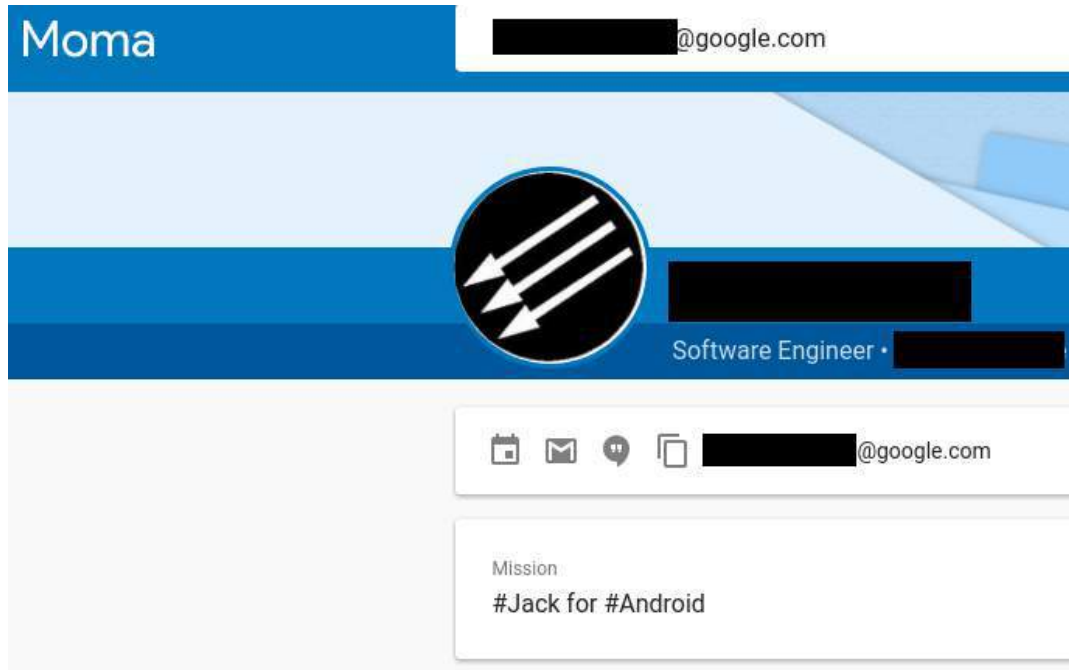 Moma
@google.com
Software Engineer •
@google.com
Mission
#Jack for #Android